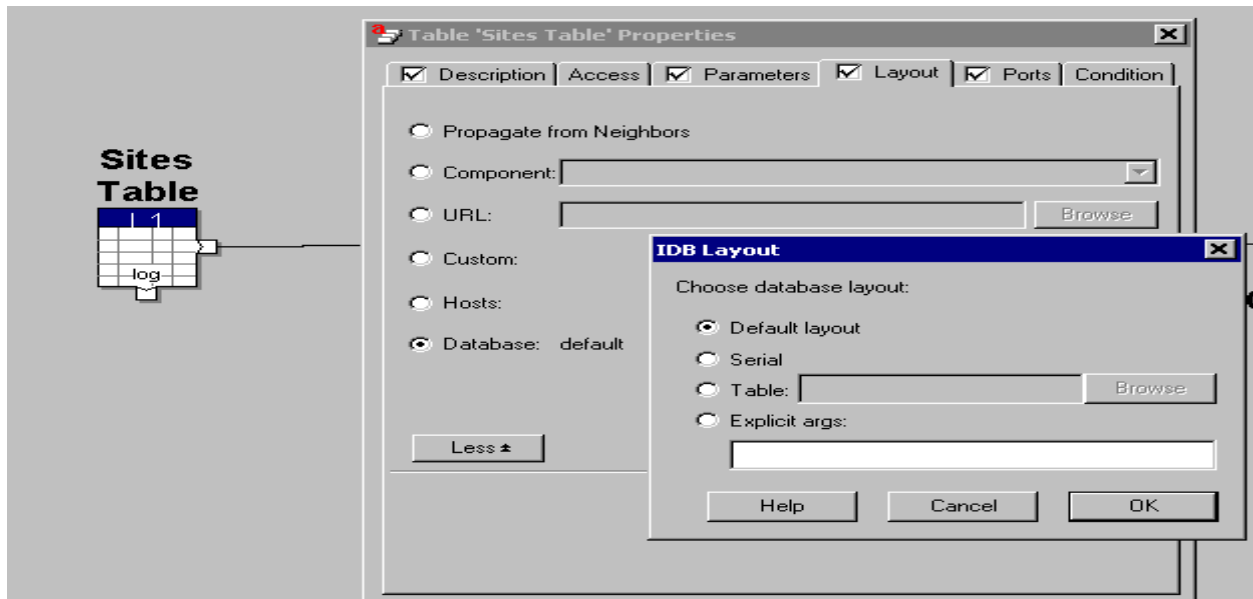 Table 'Sites Table' Properties
Description Access Parameters Layout Ports Condition
Propagate from Neighbors
Component:
URL: Browse
Custom:
Hosts:
Database: default
Less
Sites
Table
L 1
log
IDB Layout
Choose database layout:
Default layout
Serial
Table: Browse
Explicit args:
Help Cancel OK